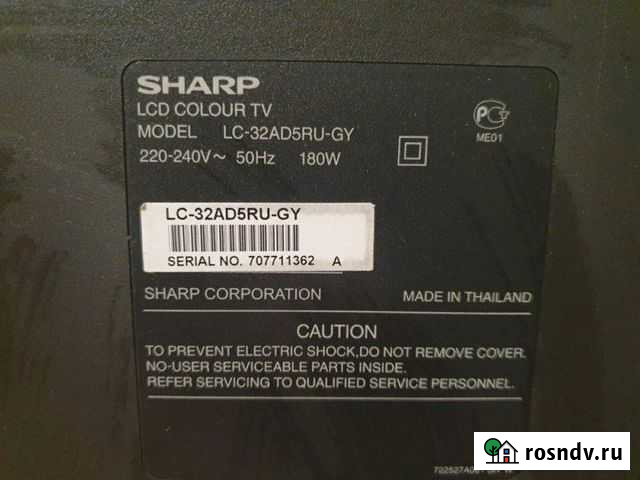 SHARP
LCD COLOUR TV
MODEL LC-32AD5RU-GY
220-240V~ 50Hz 180W
ME01
LC-32AD5RU-GY
SERIAL NO. 707711362 A
SHARP CORPORATION MADE IN THAILAND
CAUTION
TO PREVENT ELECTRIC SHOCK,DO NOT REMOVE COVER.
NO-USER SERVICEABLE PARTS INSIDE.
REFER SERVICING TO QUALIFIED SERVICE PERSONNEL.
rosndv.ru